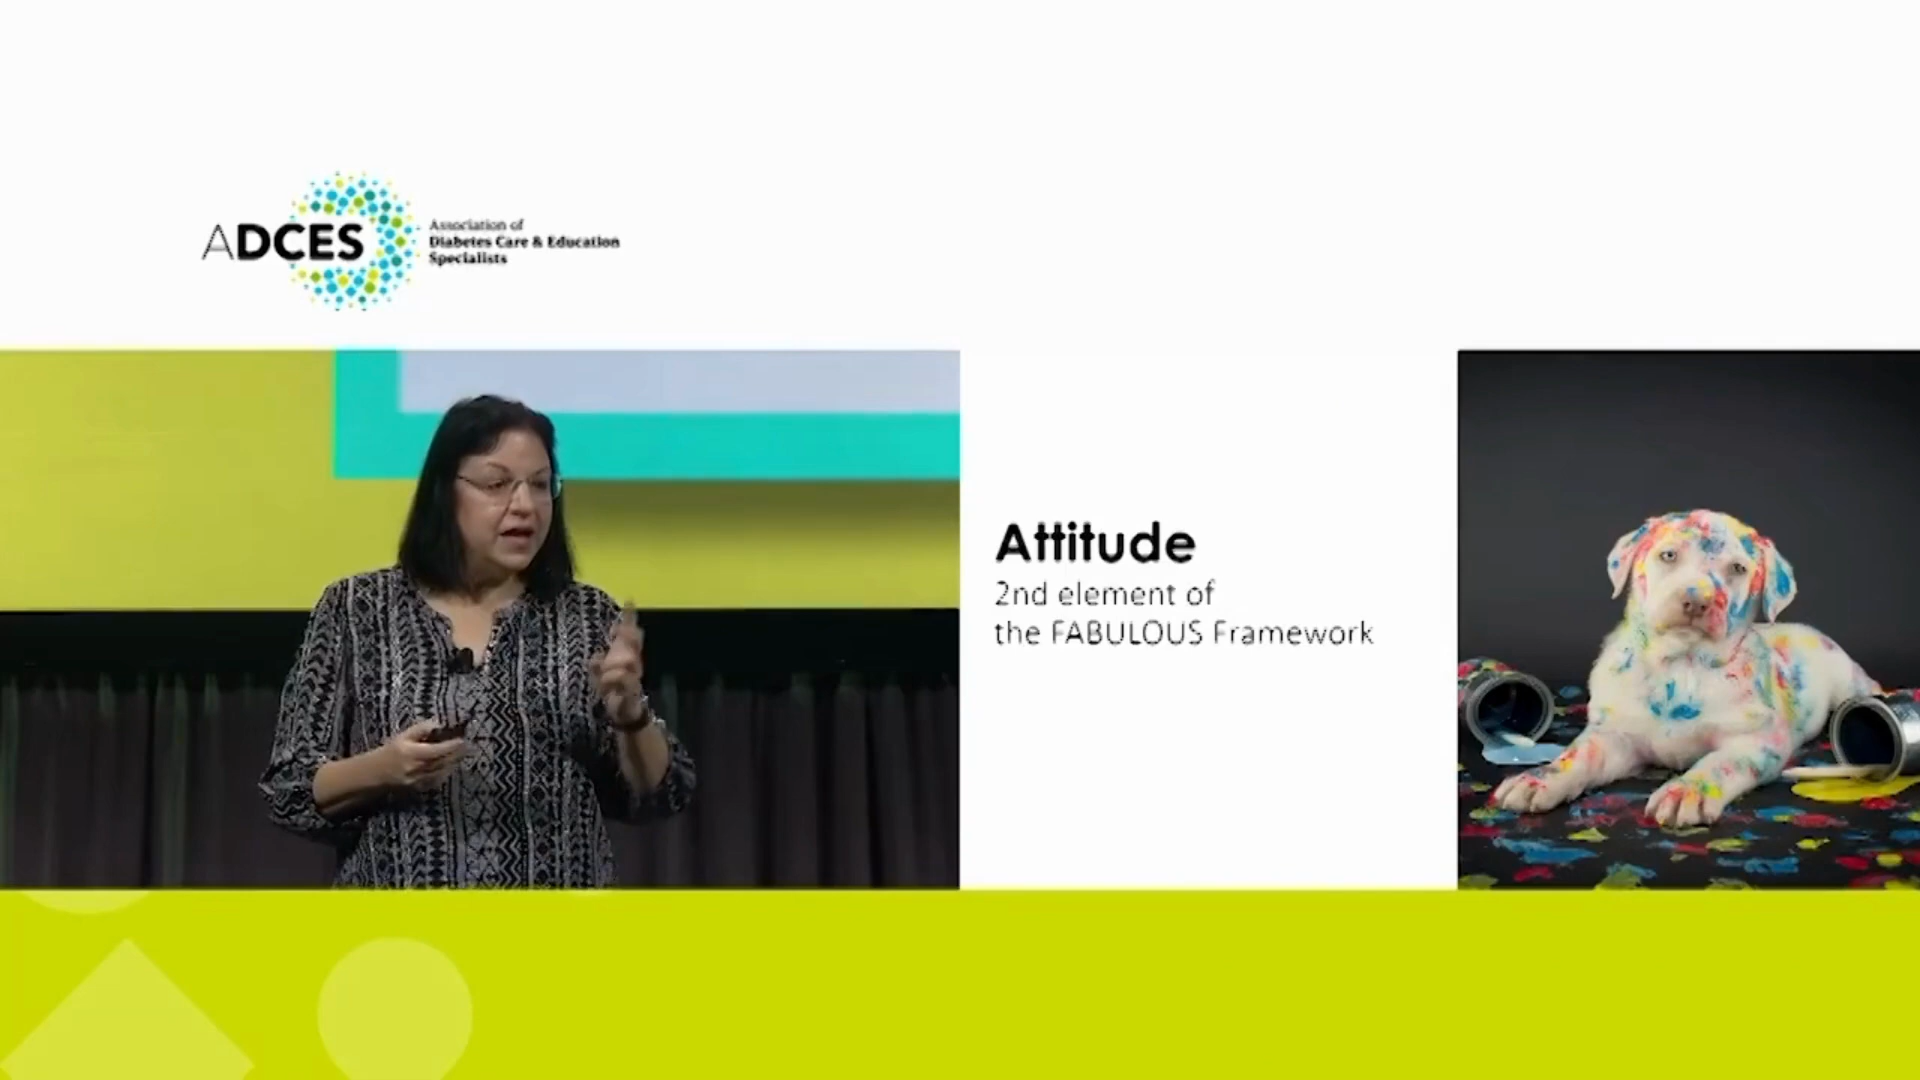 ADCES
Association of
Diabetes Care & Education
Specialists
Attitude
2nd element of
the FABULOUS Framework